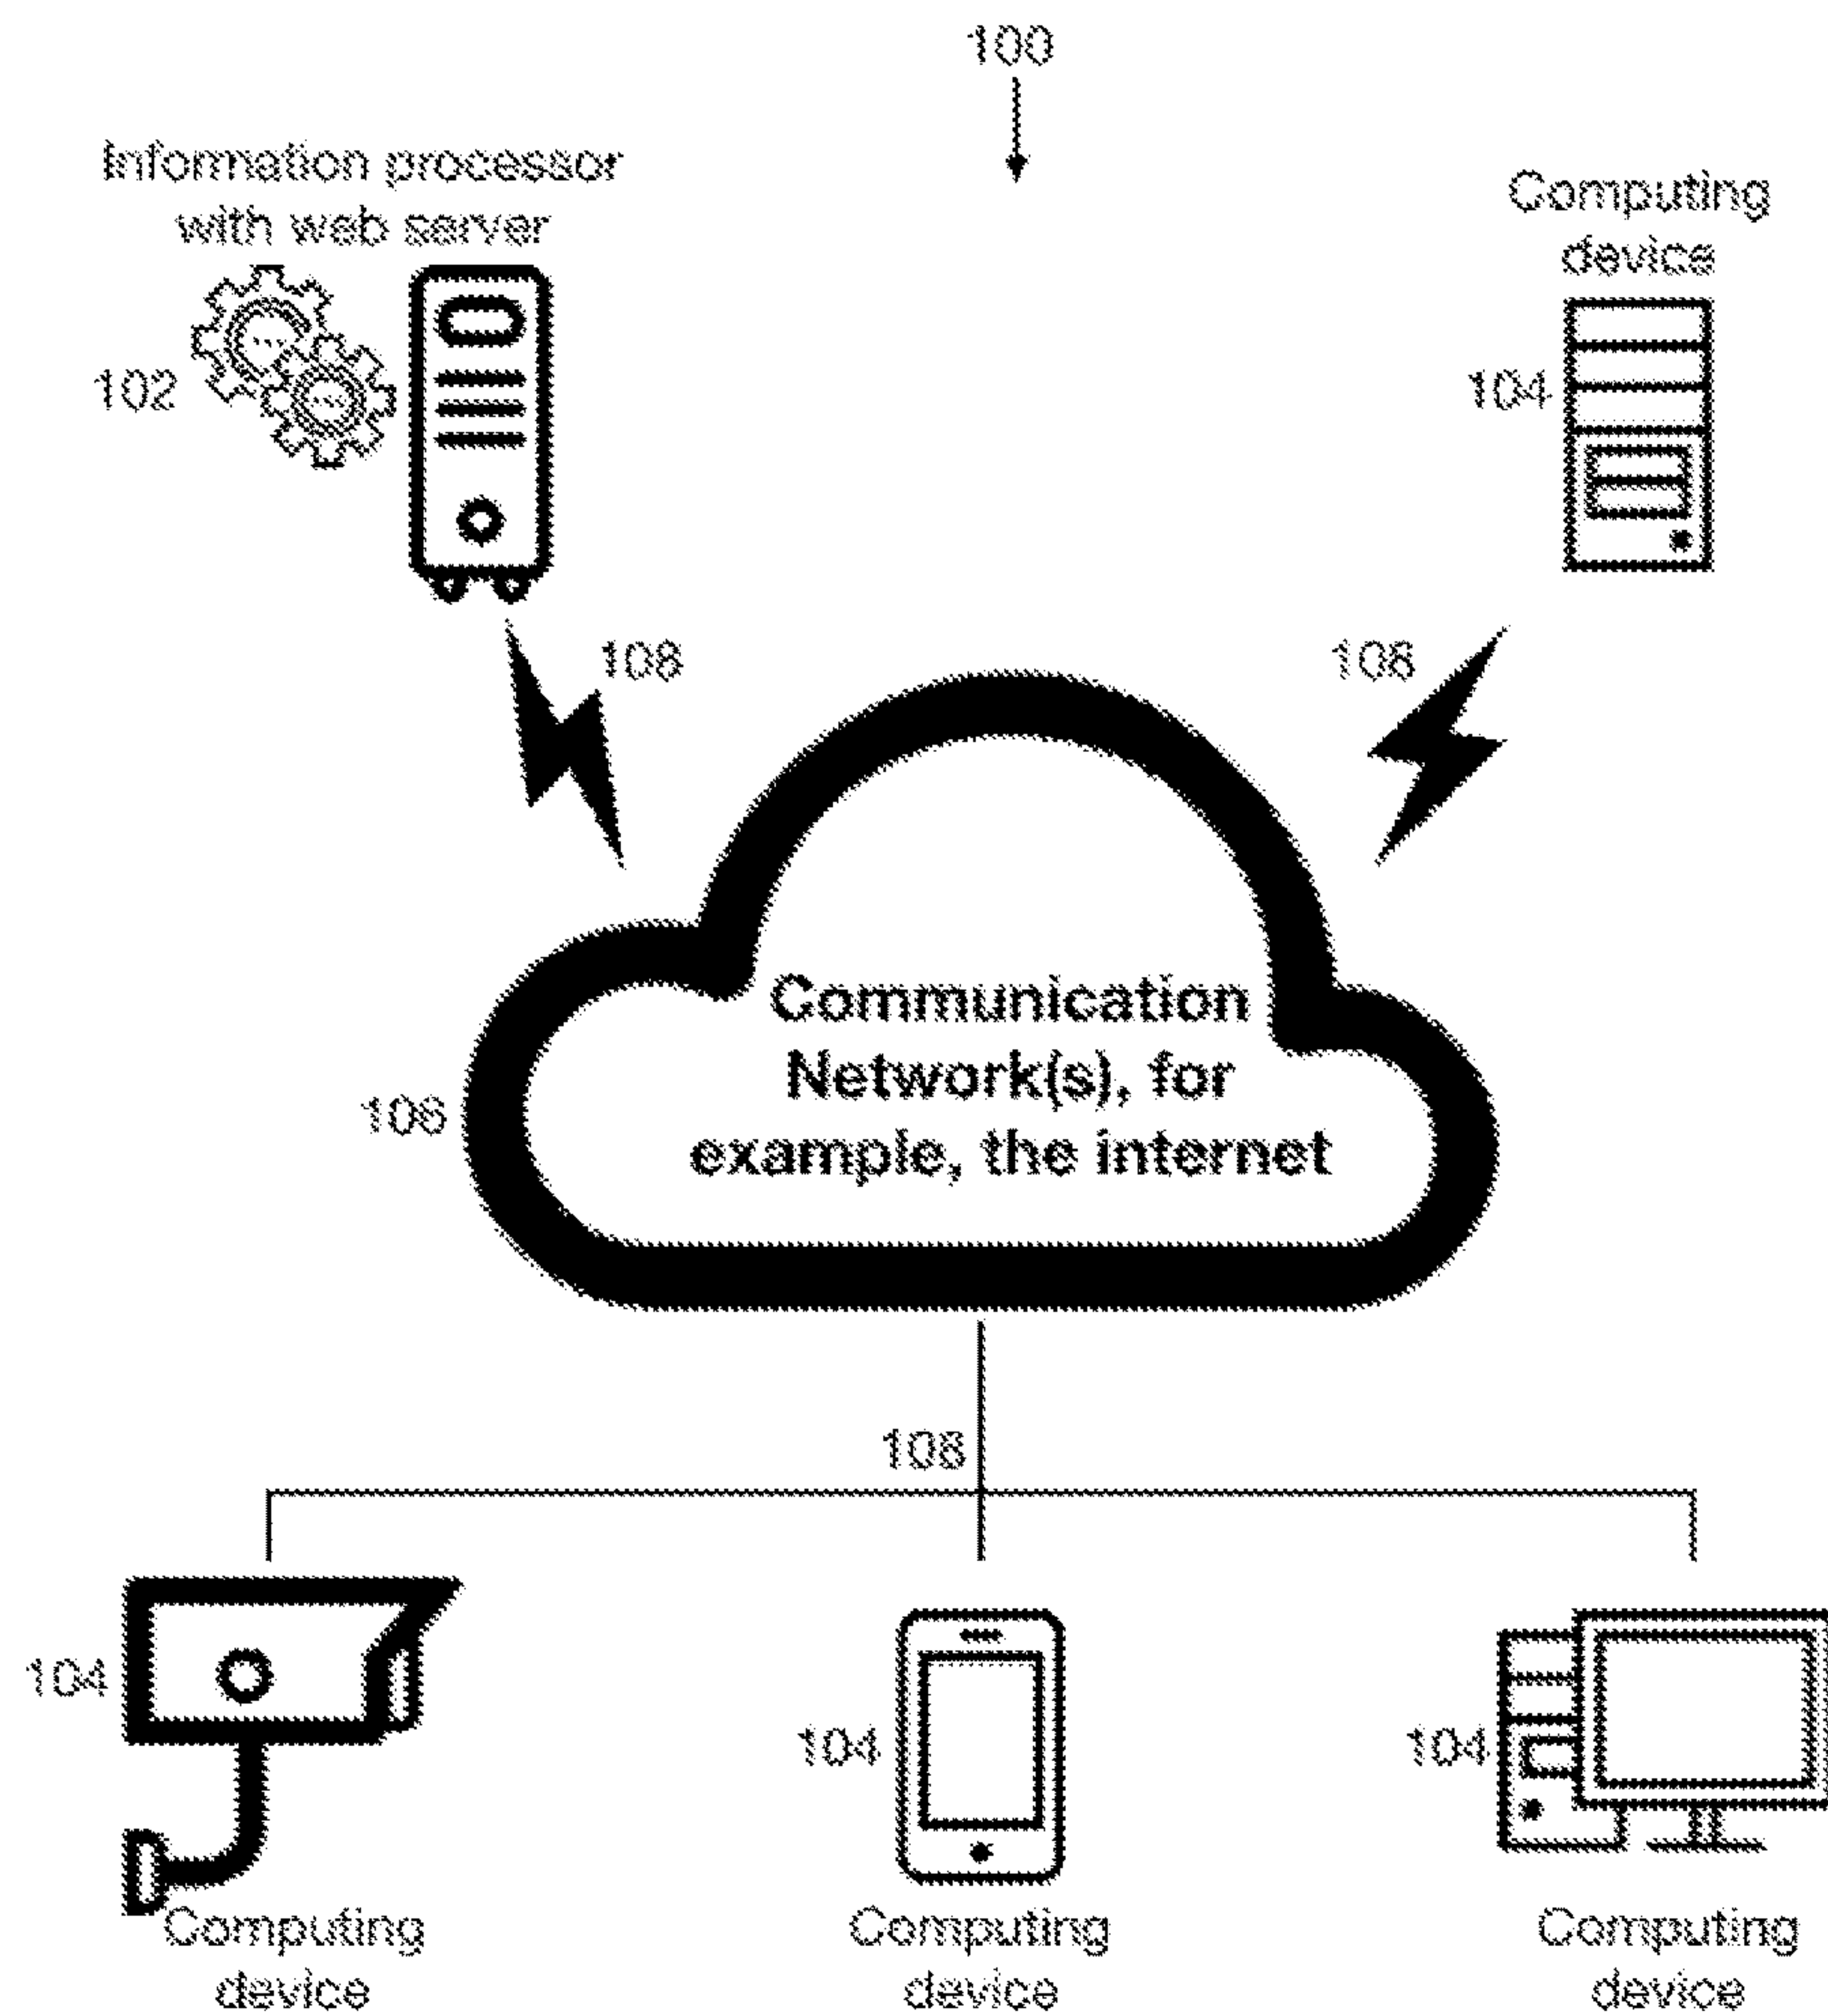 100
Information processor
with web server
102
Computing
device
104
108
108
Communication
Network(s), for
example, the internet
106
108
104
Computing
device
104
Computing
device
104
Computing
device